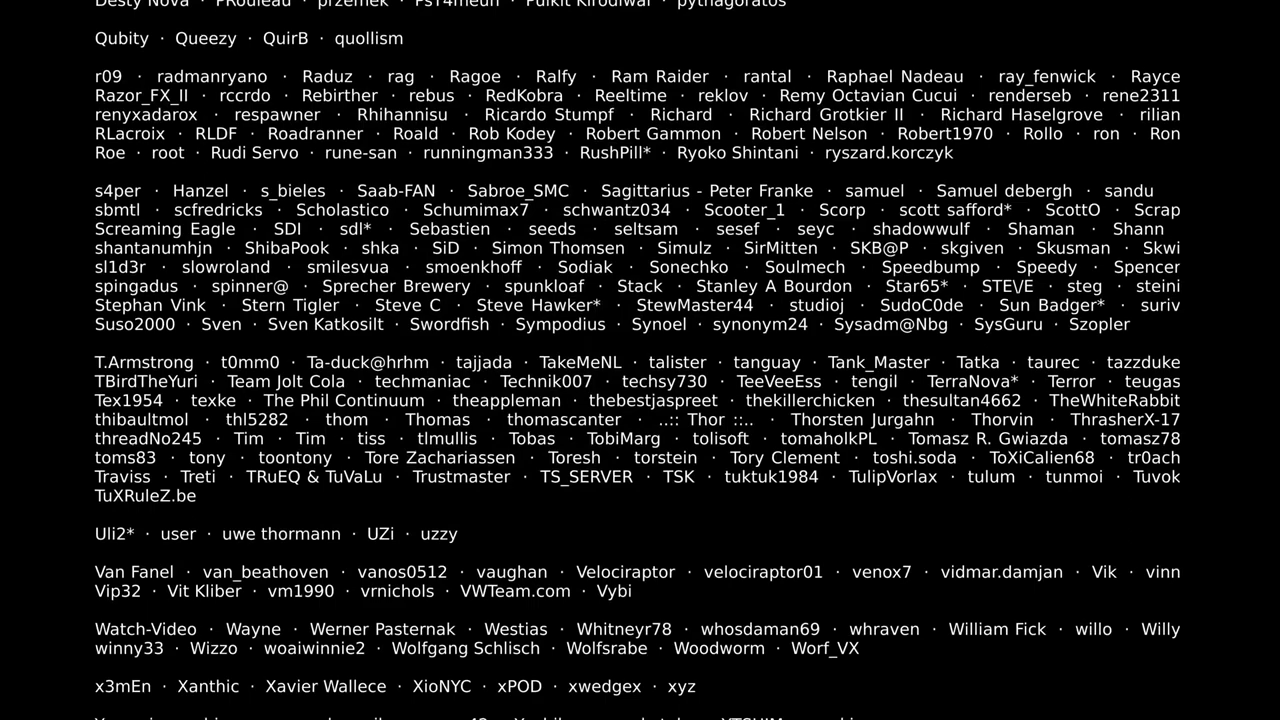 Desty Nova · PRouleau · przemek · PsT4meun · Pulkit Kirodiwal · pythagoratos
Qubity · Queezy · QuirB · quollism
r09 · radmanryano · Raduz · rag · Ragoe · Ralfy · Ram Raider · rantal · Raphael Nadeau · ray_fenwick · Rayce
Razor_FX_II · rccrdo · Rebirther · rebus · RedKobra · Reeltime · reklov · Remy Octavian Cucui · renderseb · rene2311
renyxadarox · respawner · Rhihannisu · Ricardo Stumpf · Richard · Richard Grotkier II · Richard Haselgrove · rilian
RLacroix · RLDF · Roadranner · Roald · Rob Kodey · Robert Gammon · Robert Nelson · Robert1970 · Rollo · ron · Ron
Roe · root · Rudi Servo · rune-san · runningman333 · RushPill* · Ryoko Shintani · ryszard.korczyk
s4per · Hanzel · s_bieles · Saab-FAN · Sabroe_SMC · Sagittarius - Peter Franke · samuel · Samuel debergh · sandu
sbmtl · scfredricks · Scholastico · Schumimax7 · schwantz034 · Scooter_1 · Scorp · scott safford* · ScottO · Scrap
Screaming Eagle · SDI · sdl* · Sebastien · seeds · seltsam · sesef · seyc · shadowwulf · Shaman · Shann
shantanumhjn · ShibaPook · shka · SiD · Simon Thomsen · Simulz · SirMitten · SKB@P · skgiven · Skusman · Skwi
sl1d3r · slowroland · smilesvua · smoenkhoff · Sodiak · Sonechko · Soulmech · Speedbump · Speedy · Spencer
spingadus · spinner@ · Sprecher Brewery · spunkloaf · Stack · Stanley A Bourdon · Star65* · STE\/E · steg · steini
Stephan Vink · Stern Tigler · Steve C · Steve Hawker* · StewMaster44 · studioj · SudoC0de · Sun Badger* · suriv
Suso2000 · Sven · Sven Katkosilt · Swordfish · Sympodius · Synoel · synonym24 · Sysadm@Nbg · SysGuru · Szopler
T.Armstrong · t0mm0 · Ta-duck@hrhm · tajjada · TakeMeNL · talister · tanguay · Tank_Master · Tatka · taurec · tazzduke
TBirdTheYuri · Team Jolt Cola · techmaniac · Technik007 · techsy730 · TeeVeeEss · tengil · TerraNova* · Terror · teugas
Tex1954 · texke · The Phil Continuum · theappleman · thebestjaspreet · thekillerchicken · thesultan4662 · TheWhiteRabbit
thibaultmol · thl5282 · thom · Thomas · thomascanter · ..:: Thor ::.. · Thorsten Jurgahn · Thorvin · ThrasherX-17
threadNo245 · Tim · Tim · tiss · tlmullis · Tobas · TobiMarg · tolisoft · tomaholkPL · Tomasz R. Gwiazda · tomasz78
toms83 · tony · toontony · Tore Zachariassen · Toresh · torstein · Tory Clement · toshi.soda · ToXiCalien68 · tr0ach
Traviss · Treti · TRuEQ & TuVaLu · Trustmaster · TS_SERVER · TSK · tuktuk1984 · TulipVorlax · tulum · tunmoi · Tuvok
TuXRuleZ.be
Uli2* · user · uwe thormann · UZi · uzzy
Van Fanel · van_beathoven · vanos0512 · vaughan · Velociraptor · velociraptor01 · venox7 · vidmar.damjan · Vik · vinn
Vip32 · Vit Kliber · vm1990 · vrnichols · VWTeam.com · Vybi
Watch-Video · Wayne · Werner Pasternak · Westias · Whitneyr78 · whosdaman69 · whraven · William Fick · willo · Willy
winny33 · Wizzo · woaiwinnie2 · Wolfgang Schlisch · Wolfsrabe · Woodworm · Worf_VX
x3mEn · Xanthic · Xavier Wallece · XioNYC · xPOD · xwedgex · xyz